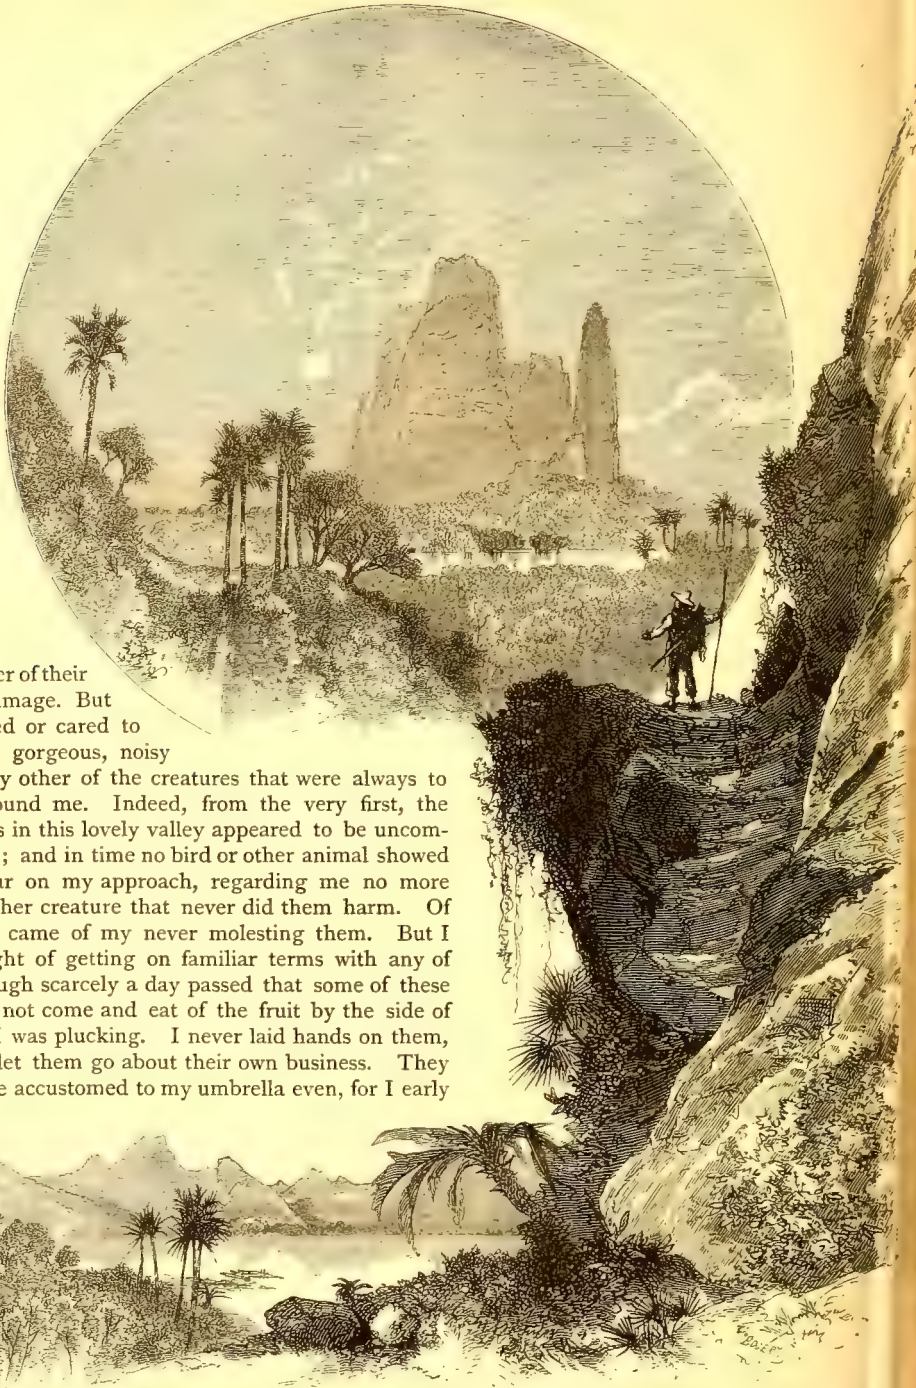 er of their
mage. But
ed or cared to
gorgeous, noisy
y other of the creatures that were always to
ound me. Indeed, from the very first, the
s in this lovely valley appeared to be uncom-
; and in time no bird or other animal showed
ar on my approach, regarding me no more
her creature that never did them harm. Of
came of my never molesting them. But I
ght of getting on familiar terms with any of
ugh scarcely a day passed that some of these
not come and eat of the fruit by the side of
I was plucking. I never laid hands on them,
let them go about their own business. They
e accustomed to my umbrella even, for I early